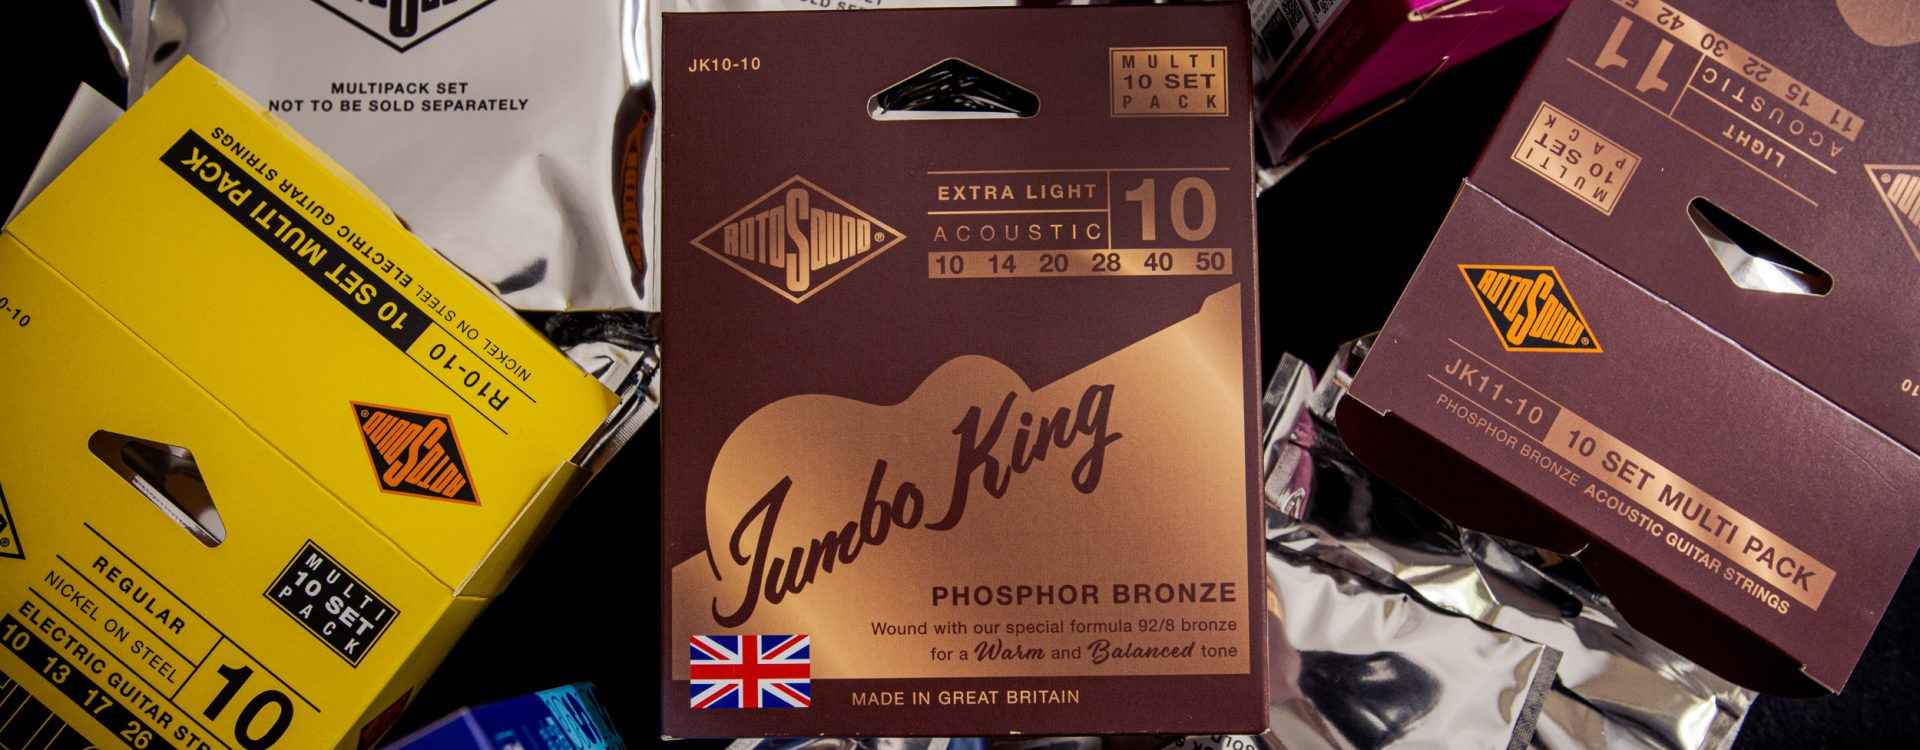 MULTIPACK SET
NOT TO BE SOLD SEPARATELY
NICKEL ON STEEL ELECTRIC GUITAR STRINGS
R10-10
10 SET MULTI PACK
ROTOSOUND®
MULTI
10 SET
PACK
REGULAR
NICKEL ON STEEL
10
ELECTRIC GUITAR
10 13 17 26
JK10-10
MULTI
10 SET
PACK
ROTOSOUND®
EXTRA LIGHT
ACOUSTIC
10
10 14 20 28 40 50
Jumbo King
PHOSPHOR BRONZE
Wound with our special formula 92/8 bronze
for a Warm and Balanced tone
MADE IN GREAT BRITAIN
11
LIGHT
ACOUSTIC
11 15 22 30 42
MULTI
10 SET
PACK
ROTOSOUND®
JK11-10
10 SET MULTI PACK
PHOSPHOR BRONZE ACOUSTIC GUITAR STRINGS